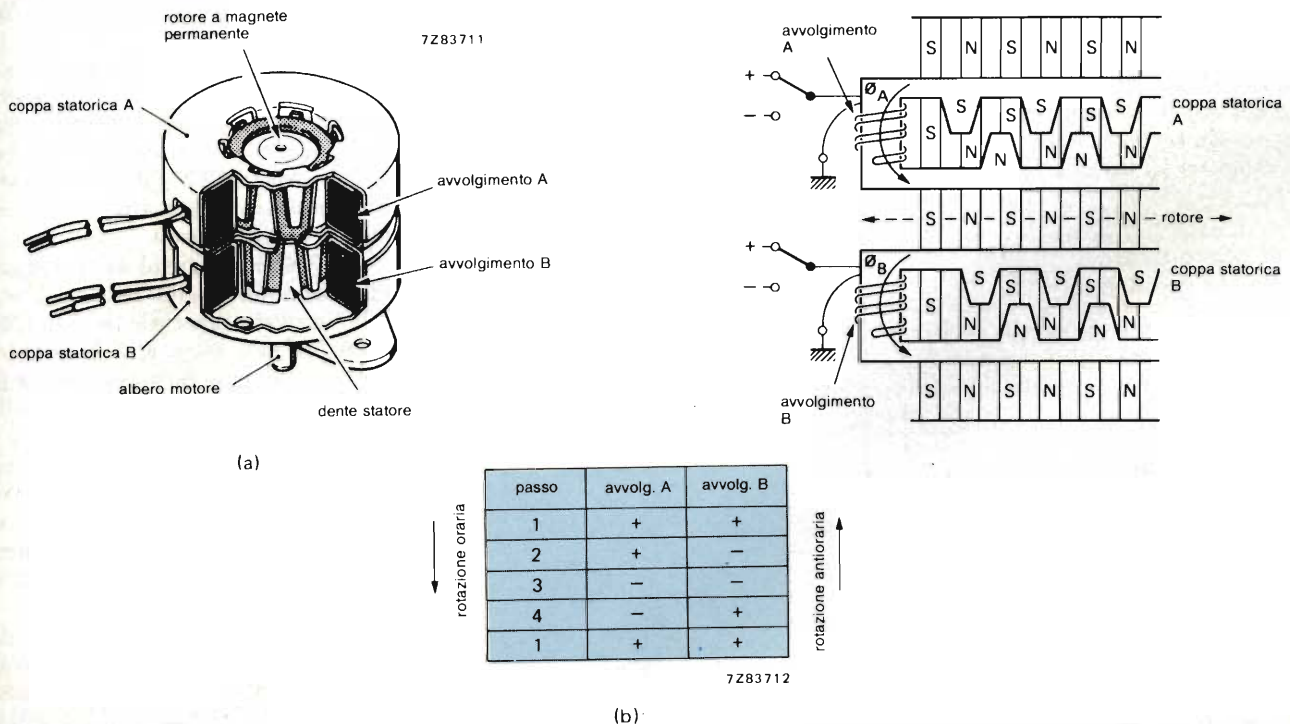 rotore a magnete
permanente
7Z83711
coppa statorica A
avvolgimento A
avvolgimento B
coppa statorica B
albero motore
dente statore
(a)
avvolgimento
A
S N S N S N
+
−
ØA
S S S S
N N N
coppa statorica
A
S N S N S N rotore
+
−
ØB
S S S S S
N N N N
coppa statorica
B
avvolgimento
B
S N S N S N
rotazione oraria
passo avvolg. A avvolg. B
1 + +
2 + −
3 − −
4 − +
1 + +
rotazione antioraria
7Z83712
(b)